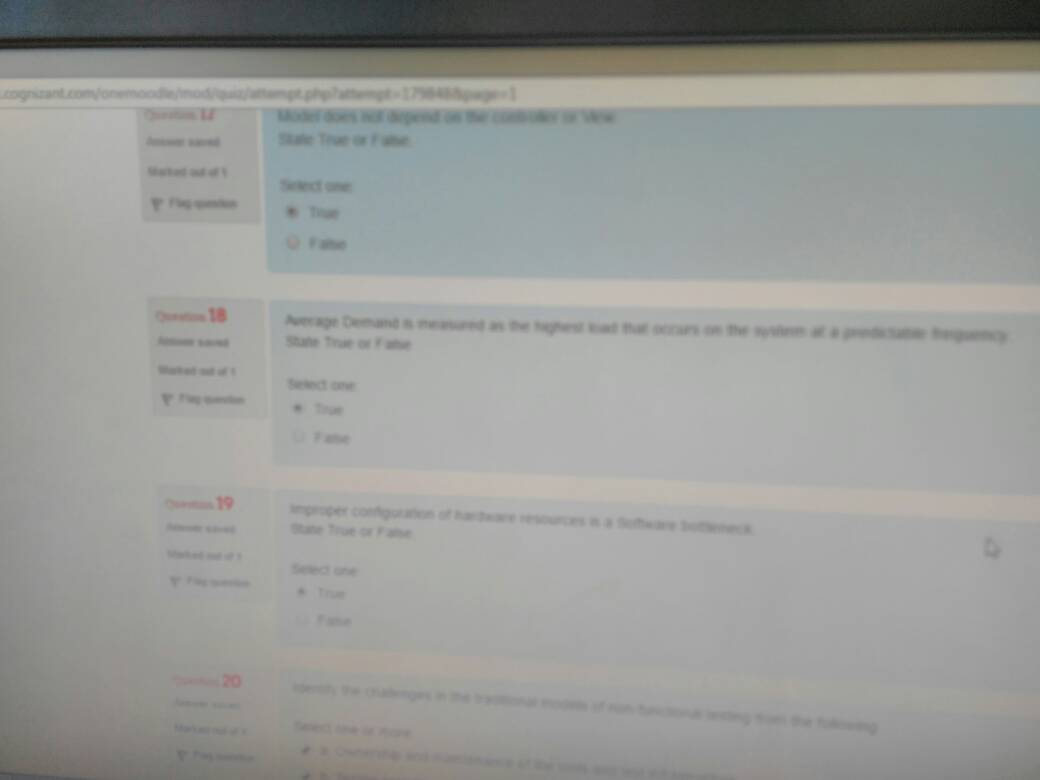 .cognizant.com/onemoodle/mod/quiz/attempt.php?attempt=179848&page=1
Question 17
Answer saved
Marked out of 1
Flag question
Model does not depend on the controller or View.
State True or False.
Select one:
True
False
Question 18
Answer saved
Marked out of 1
Flag question
Average Demand is measured as the highest load that occurs on the system at a predictable frequency.
State True or False
Select one:
True
False
Question 19
Answer saved
Marked out of 1
Flag question
Improper configuration of hardware resources is a Software bottleneck.
State True or False.
Select one:
True
False
Question 20
Answer saved
Marked out of 1
Flag question
Identify the challenges in the traditional models of non-functional testing from the following
Select one or more:
a. Ownership and maintenance of the tools and test
b.